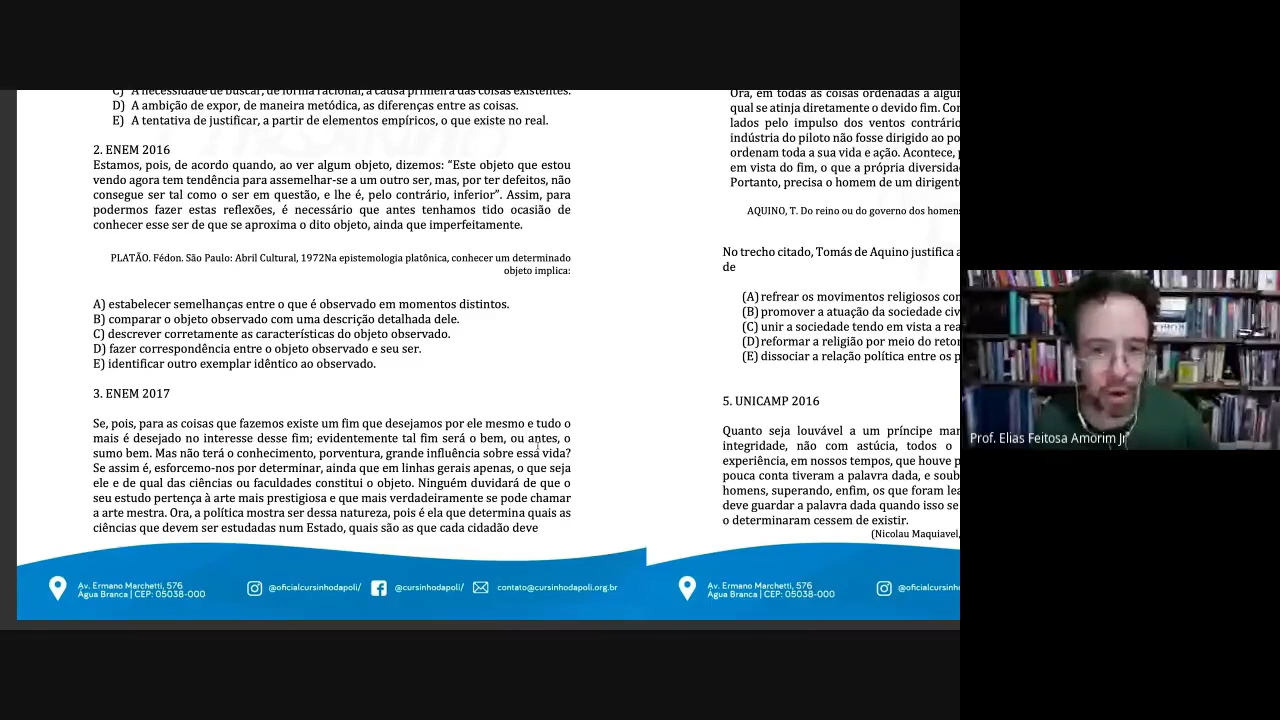 C) A necessidade de buscar, de forma racional, a causa primeira das coisas existentes.
D) A ambição de expor, de maneira metódica, as diferenças entre as coisas.
E) A tentativa de justificar, a partir de elementos empíricos, o que existe no real.
2. ENEM 2016
Estamos, pois, de acordo quando, ao ver algum objeto, dizemos: “Este objeto que estou
vendo agora tem tendência para assemelhar-se a um outro ser, mas, por ter defeitos, não
consegue ser tal como o ser em questão, e lhe é, pelo contrário, inferior”. Assim, para
podermos fazer estas reflexões, é necessário que antes tenhamos tido ocasião de
conhecer esse ser de que se aproxima o dito objeto, ainda que imperfeitamente.
PLATÃO. Fédon. São Paulo: Abril Cultural, 1972Na epistemologia platônica, conhecer um determinado
objeto implica:
A) estabelecer semelhanças entre o que é observado em momentos distintos.
B) comparar o objeto observado com uma descrição detalhada dele.
C) descrever corretamente as características do objeto observado.
D) fazer correspondência entre o objeto observado e seu ser.
E) identificar outro exemplar idêntico ao observado.
3. ENEM 2017
Se, pois, para as coisas que fazemos existe um fim que desejamos por ele mesmo e tudo o
mais é desejado no interesse desse fim; evidentemente tal fim será o bem, ou antes, o
sumo bem. Mas não terá o conhecimento, porventura, grande influência sobre essa vida?
Se assim é, esforcemo-nos por determinar, ainda que em linhas gerais apenas, o que seja
ele e de qual das ciências ou faculdades constitui o objeto. Ninguém duvidará de que o
seu estudo pertença à arte mais prestigiosa e que mais verdadeiramente se pode chamar
a arte mestra. Ora, a política mostra ser dessa natureza, pois é ela que determina quais as
ciências que devem ser estudadas num Estado, quais são as que cada cidadão deve
Av. Ermano Marchetti, 576
Água Branca | CEP: 05038-000
@oficialcursinhodapoli/
@cursinhodapoli/
contato@cursinhodapoli.org.br
Ora, em todas as coisas ordenadas a algum
qual se atinja diretamente o devido fim. Con
lados pelo impulso dos ventos contrário
indústria do piloto não fosse dirigido ao po
ordenam toda a sua vida e ação. Acontece, p
em vista do fim, o que a própria diversidad
Portanto, precisa o homem de um dirigente
AQUINO, T. Do reino ou do governo dos homens
No trecho citado, Tomás de Aquino justifica a
de
(A) refrear os movimentos religiosos con
(B) promover a atuação da sociedade civ
(C) unir a sociedade tendo em vista a rea
(D) reformar a religião por meio do retor
(E) dissociar a relação política entre os p
5. UNICAMP 2016
Quanto seja louvável a um príncipe man
integridade, não com astúcia, todos o
experiência, em nossos tempos, que houve p
pouca conta tiveram a palavra dada, e soub
homens, superando, enfim, os que foram lea
deve guardar a palavra dada quando isso se
o determinaram cessem de existir.
(Nicolau Maquiavel,
Av. Ermano Marchetti, 576
Água Branca | CEP: 05038-000
@oficialcursinh
Prof. Elias Feitosa Amorim Jr